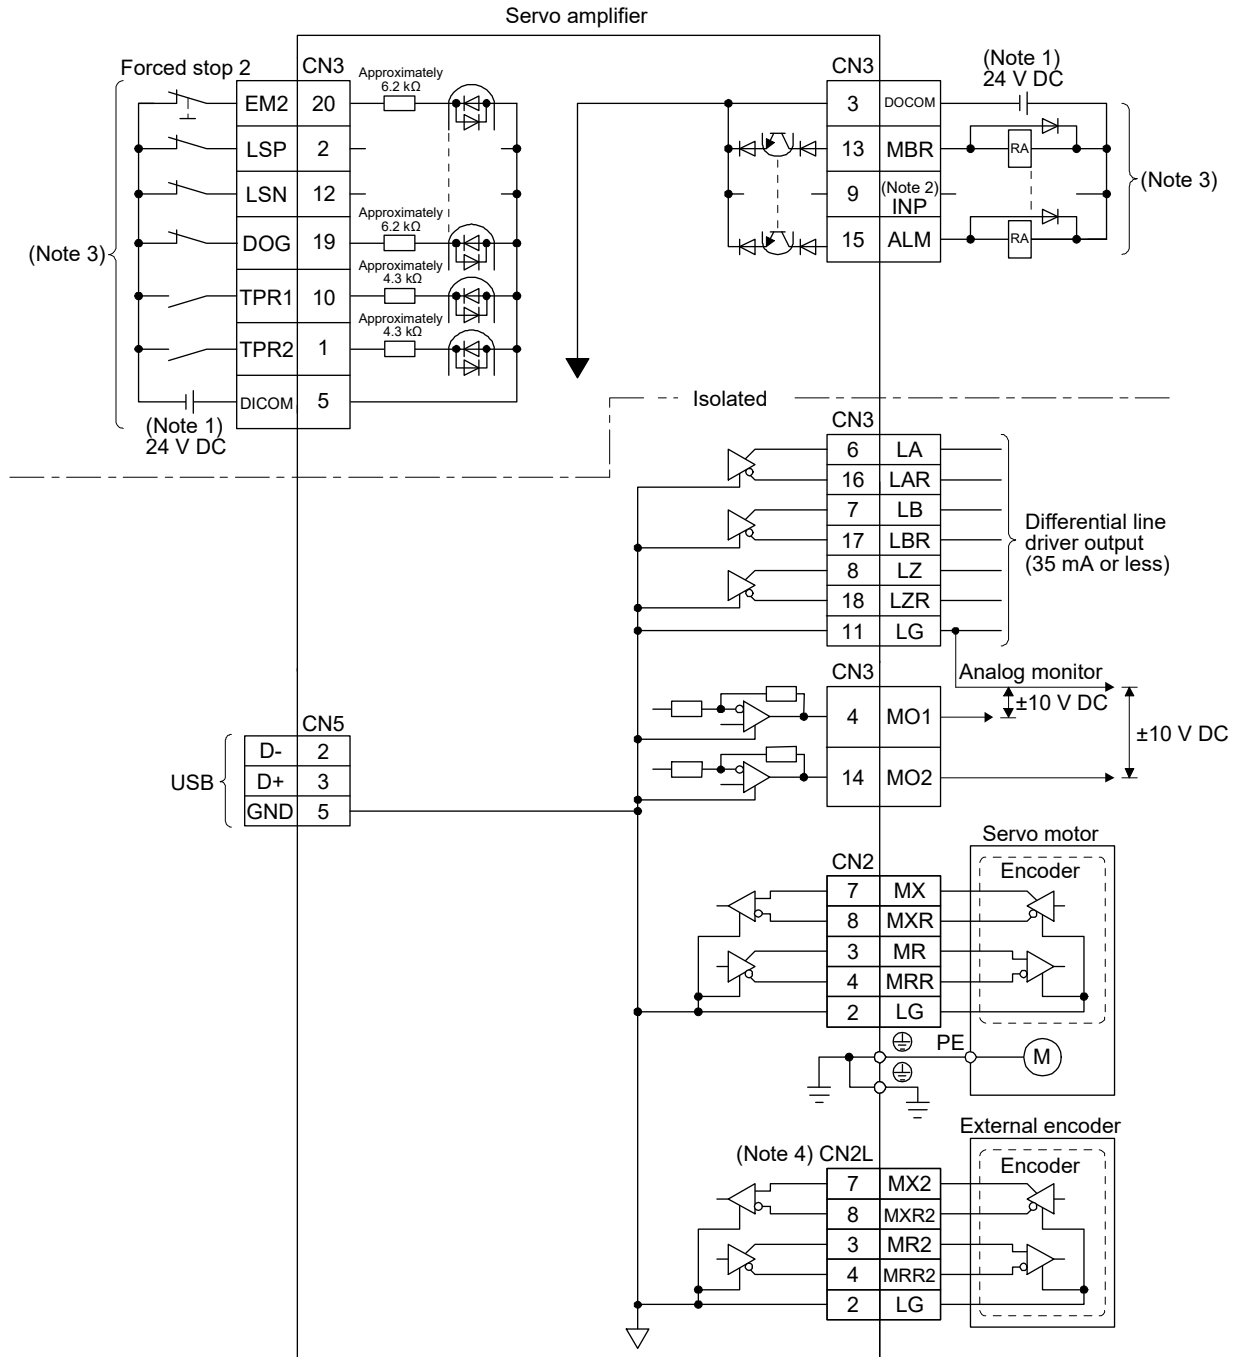 Servo amplifier
Forced stop 2
CN3
(Note 3)
EM2 20 Approximately 6.2 kΩ
LSP 2
LSN 12
DOG 19 Approximately 6.2 kΩ
TPR1 10 Approximately 4.3 kΩ
TPR2 1 Approximately 4.3 kΩ
DICOM 5
(Note 1)
24 V DC
CN3
(Note 1)
24 V DC
3 DOCOM
13 MBR RA
9 (Note 2) INP
15 ALM RA
(Note 3)
Isolated
CN3
6 LA
16 LAR
7 LB
17 LBR
8 LZ
18 LZR
11 LG
Differential line
driver output
(35 mA or less)
CN3
Analog monitor
4 MO1
±10 V DC
14 MO2
±10 V DC
CN5
USB
D- 2
D+ 3
GND 5
Servo motor
CN2
Encoder
7 MX
8 MXR
3 MR
4 MRR
2 LG
PE
M
External encoder
(Note 4) CN2L
Encoder
7 MX2
8 MXR2
3 MR2
4 MRR2
2 LG